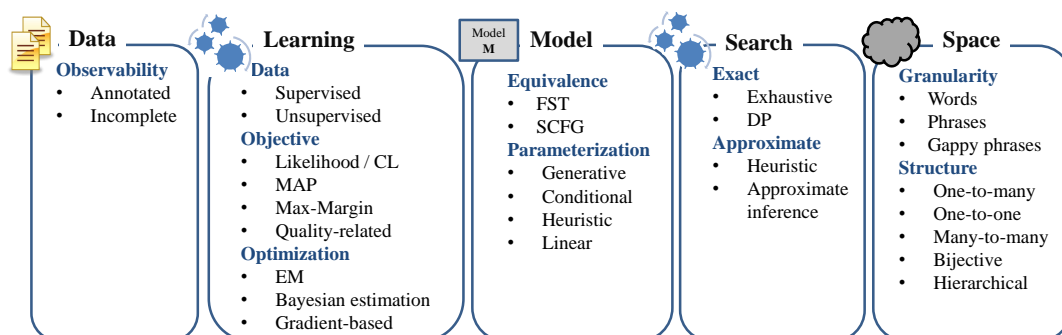 Data
Observability
• Annotated
• Incomplete
Learning
Data
• Supervised
• Unsupervised
Objective
• Likelihood / CL
• MAP
• Max-Margin
• Quality-related
Optimization
• EM
• Bayesian estimation
• Gradient-based
Model
M
Model
Equivalence
• FST
• SCFG
Parameterization
• Generative
• Conditional
• Heuristic
• Linear
Search
Exact
• Exhaustive
• DP
Approximate
• Heuristic
• Approximate
inference
Space
Granularity
• Words
• Phrases
• Gappy phrases
Structure
• One-to-many
• One-to-one
• Many-to-many
• Bijective
• Hierarchical